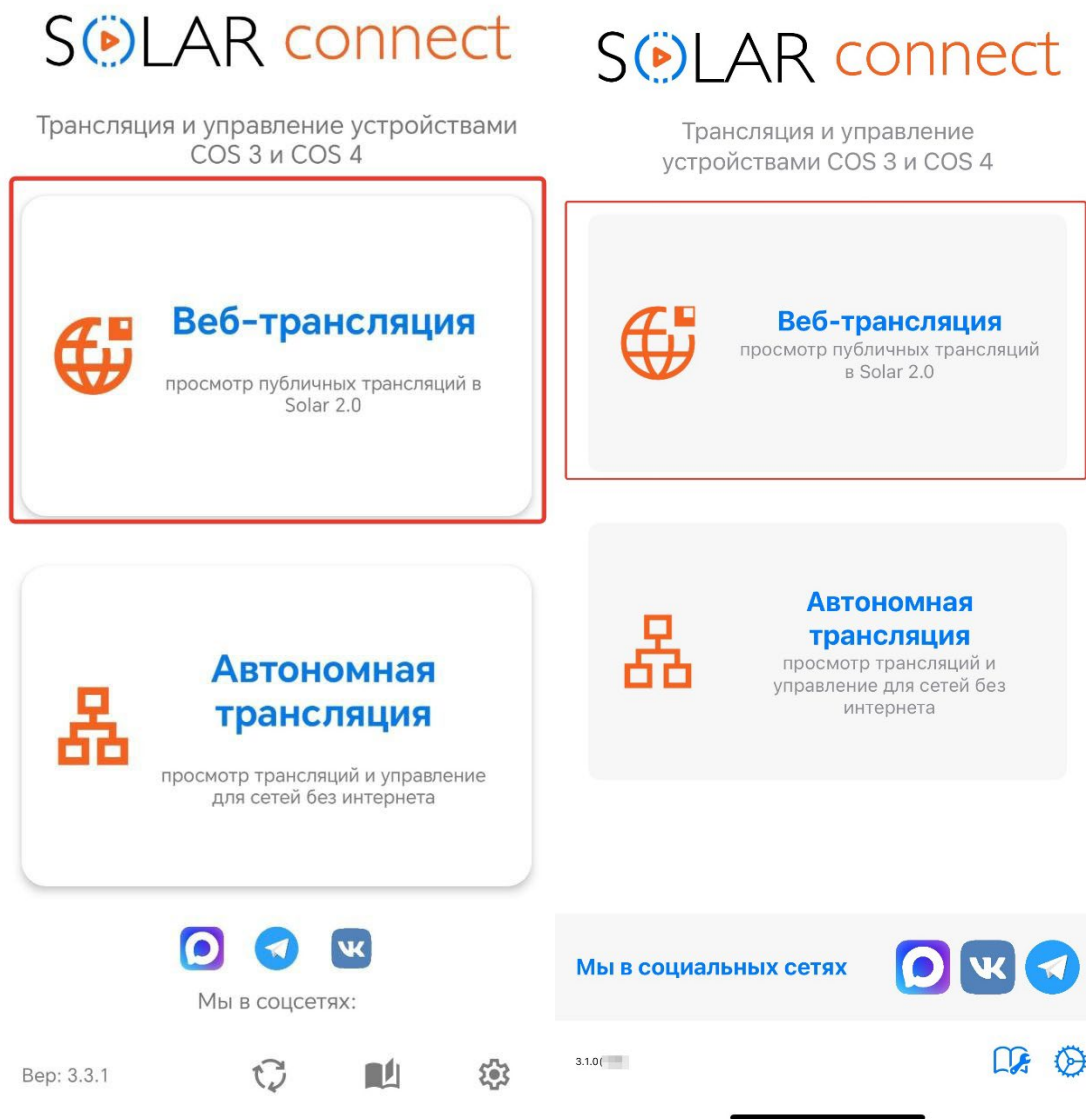 SOLAR connect
Трансляция и управление устройствами
COS 3 и COS 4
Веб-трансляция
просмотр публичных трансляций в
Solar 2.0
Автономная
трансляция
просмотр трансляций и управление
для сетей без интернета
Мы в соцсетях:
Вер: 3.3.1
SOLAR connect
Трансляция и управление
устройствами COS 3 и COS 4
Веб-трансляция
просмотр публичных трансляций
в Solar 2.0
Автономная
трансляция
просмотр трансляций и
управление для сетей без
интернета
Мы в социальных сетях
3.1.0(